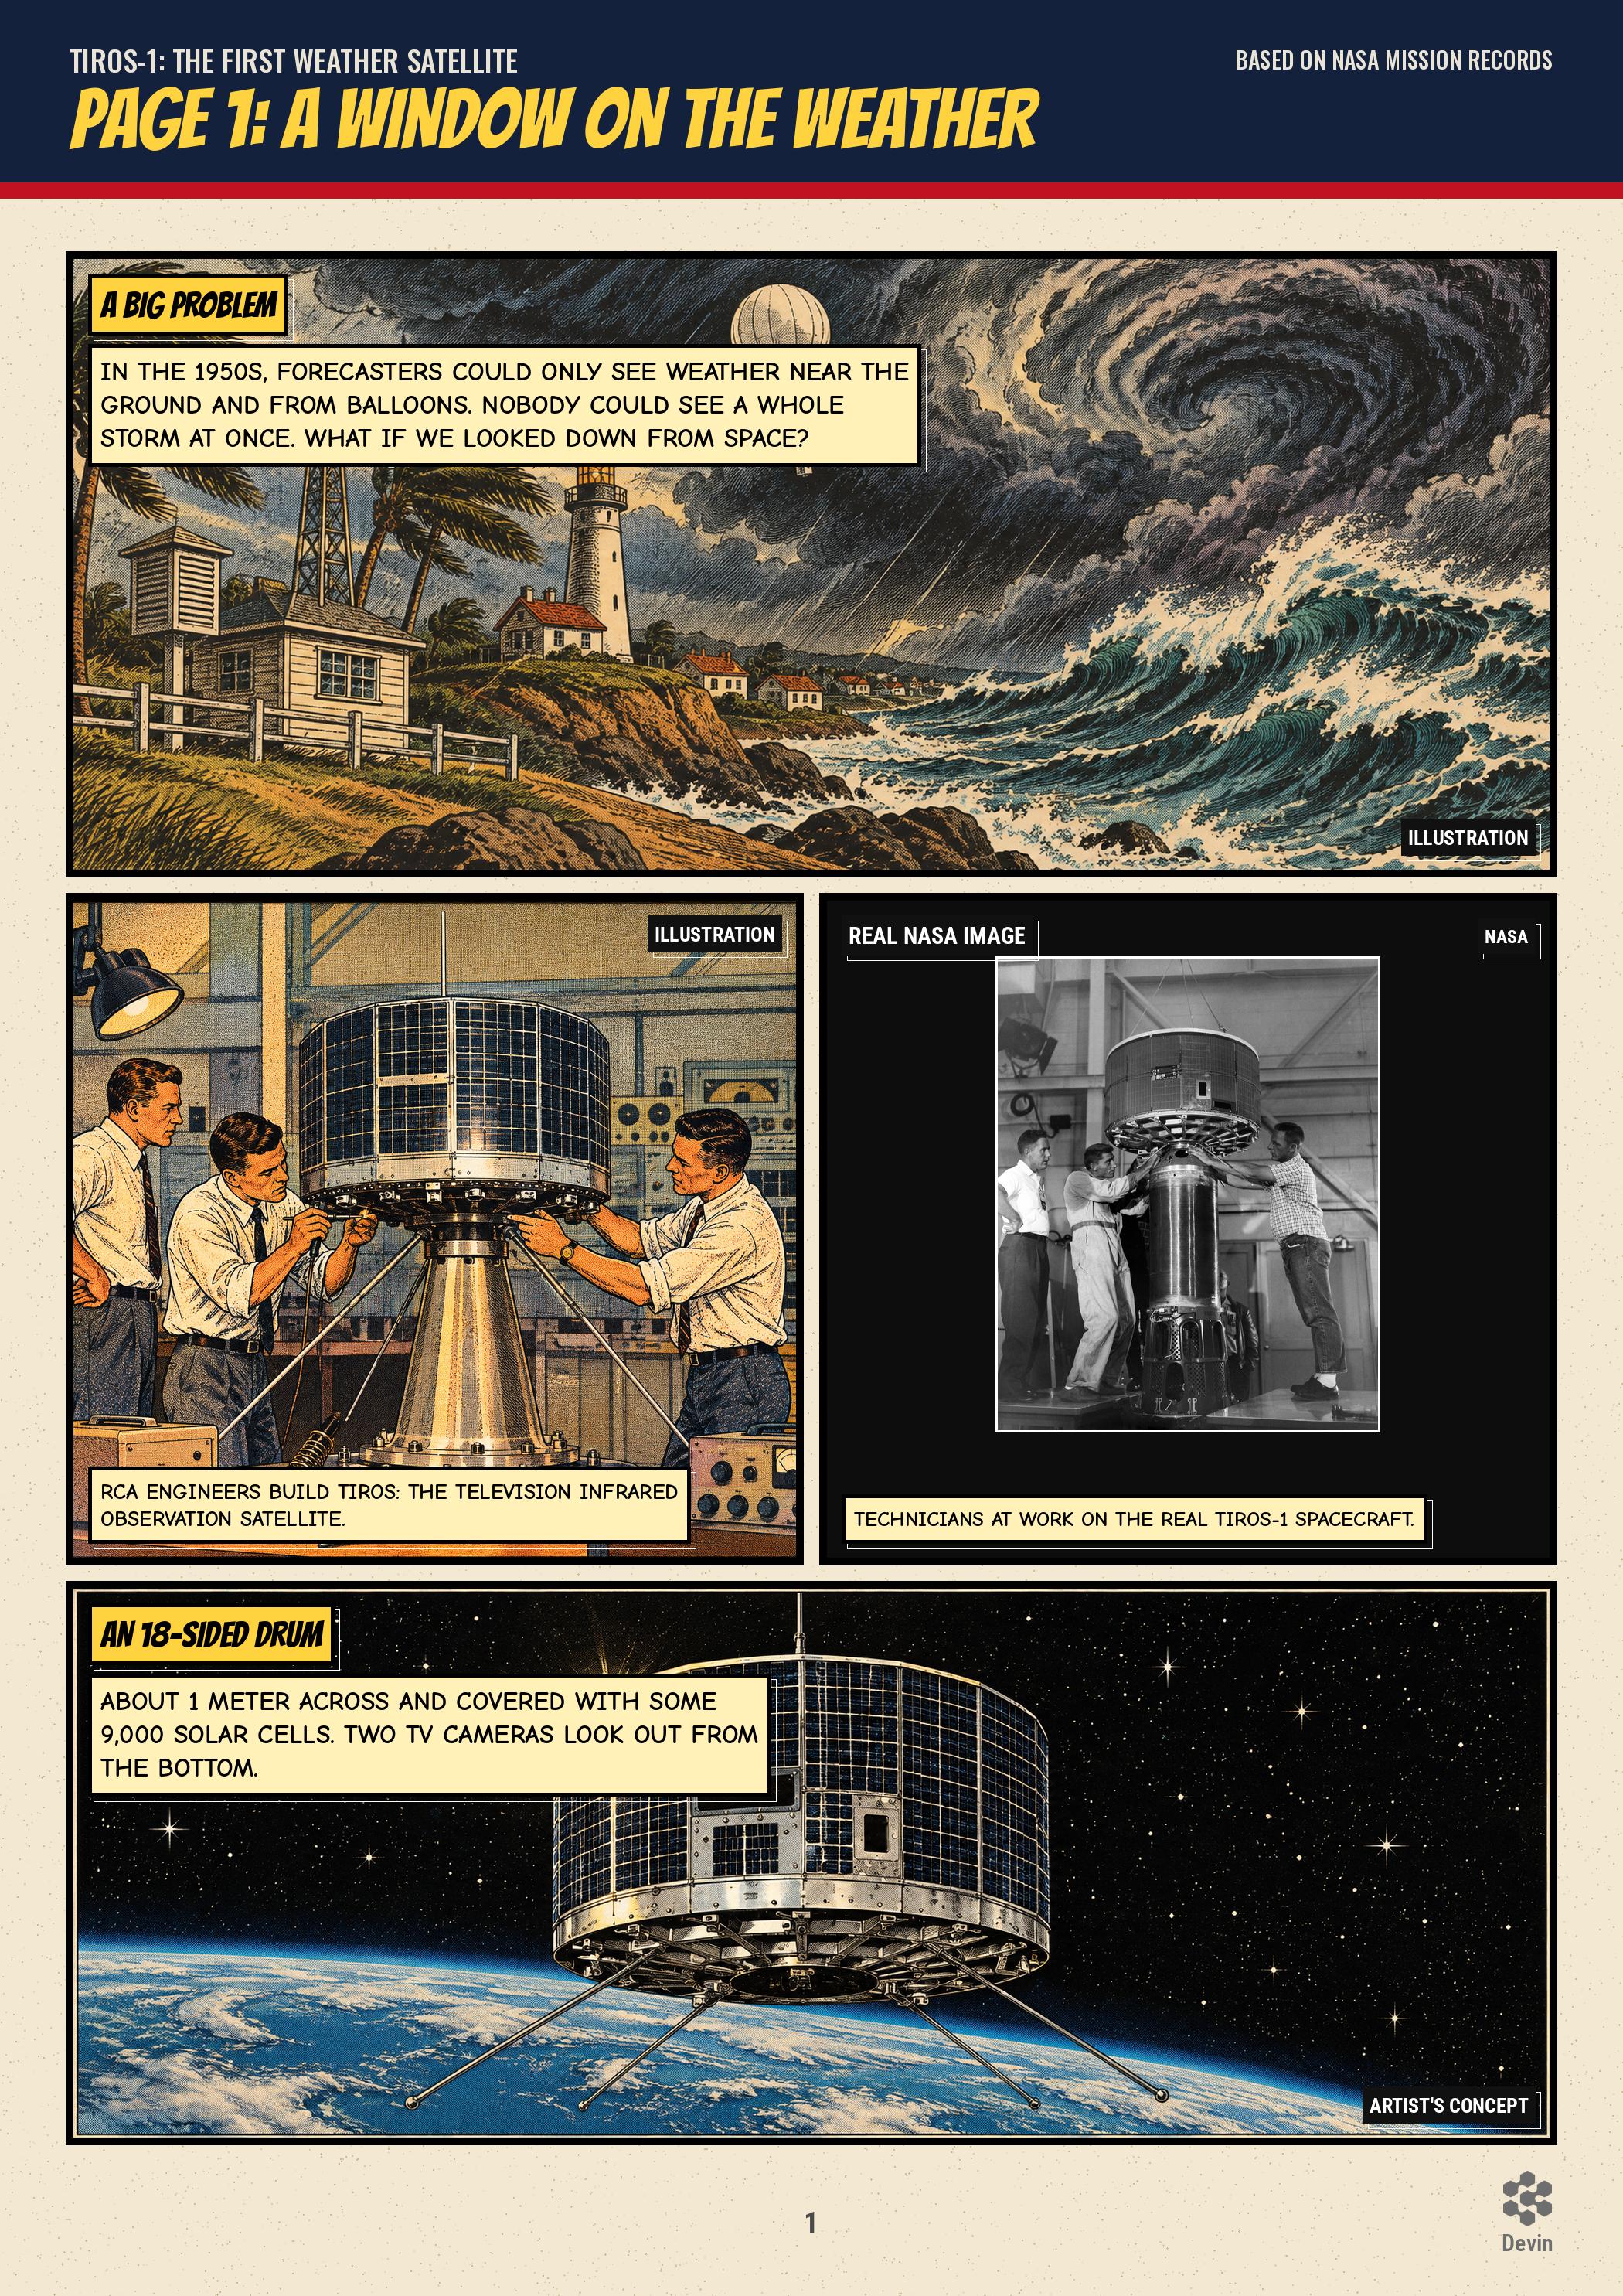 TIROS-1: THE FIRST WEATHER SATELLITE
BASED ON NASA MISSION RECORDS
PAGE 1: A WINDOW ON THE WEATHER
A BIG PROBLEM
IN THE 1950S, FORECASTERS COULD ONLY SEE WEATHER NEAR THE
GROUND AND FROM BALLOONS. NOBODY COULD SEE A WHOLE
STORM AT ONCE. WHAT IF WE LOOKED DOWN FROM SPACE?
ILLUSTRATION
ILLUSTRATION
RCA ENGINEERS BUILD TIROS: THE TELEVISION INFRARED
OBSERVATION SATELLITE.
REAL NASA IMAGE
NASA
TECHNICIANS AT WORK ON THE REAL TIROS-1 SPACECRAFT.
AN 18-SIDED DRUM
ABOUT 1 METER ACROSS AND COVERED WITH SOME
9,000 SOLAR CELLS. TWO TV CAMERAS LOOK OUT FROM
THE BOTTOM.
ARTIST'S CONCEPT
1
Devin